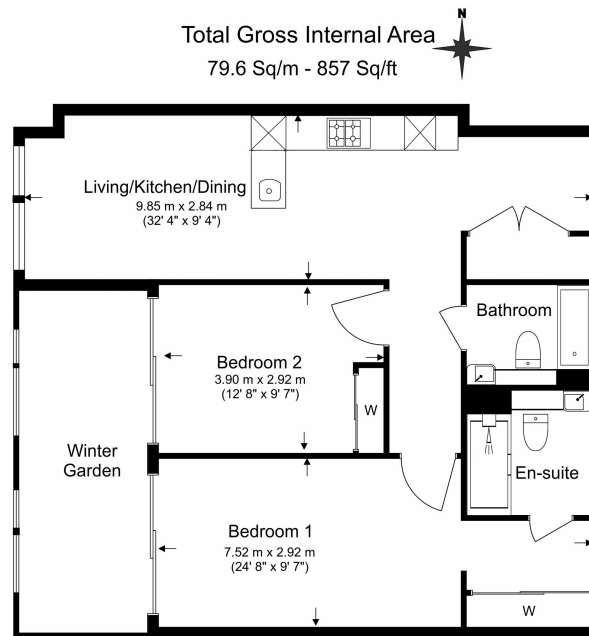 N
Total Gross Internal Area
79.6 Sq/m - 857 Sq/ft
Living/Kitchen/Dining
9.85 m x 2.84 m
(32' 4" x 9' 4")
Bathroom
Bedroom 2
3.90 m x 2.92 m
(12' 8" x 9' 7")
W
Winter
Garden
En-suite
Bedroom 1
7.52 m x 2.92 m
(24' 8" x 9' 7")
W